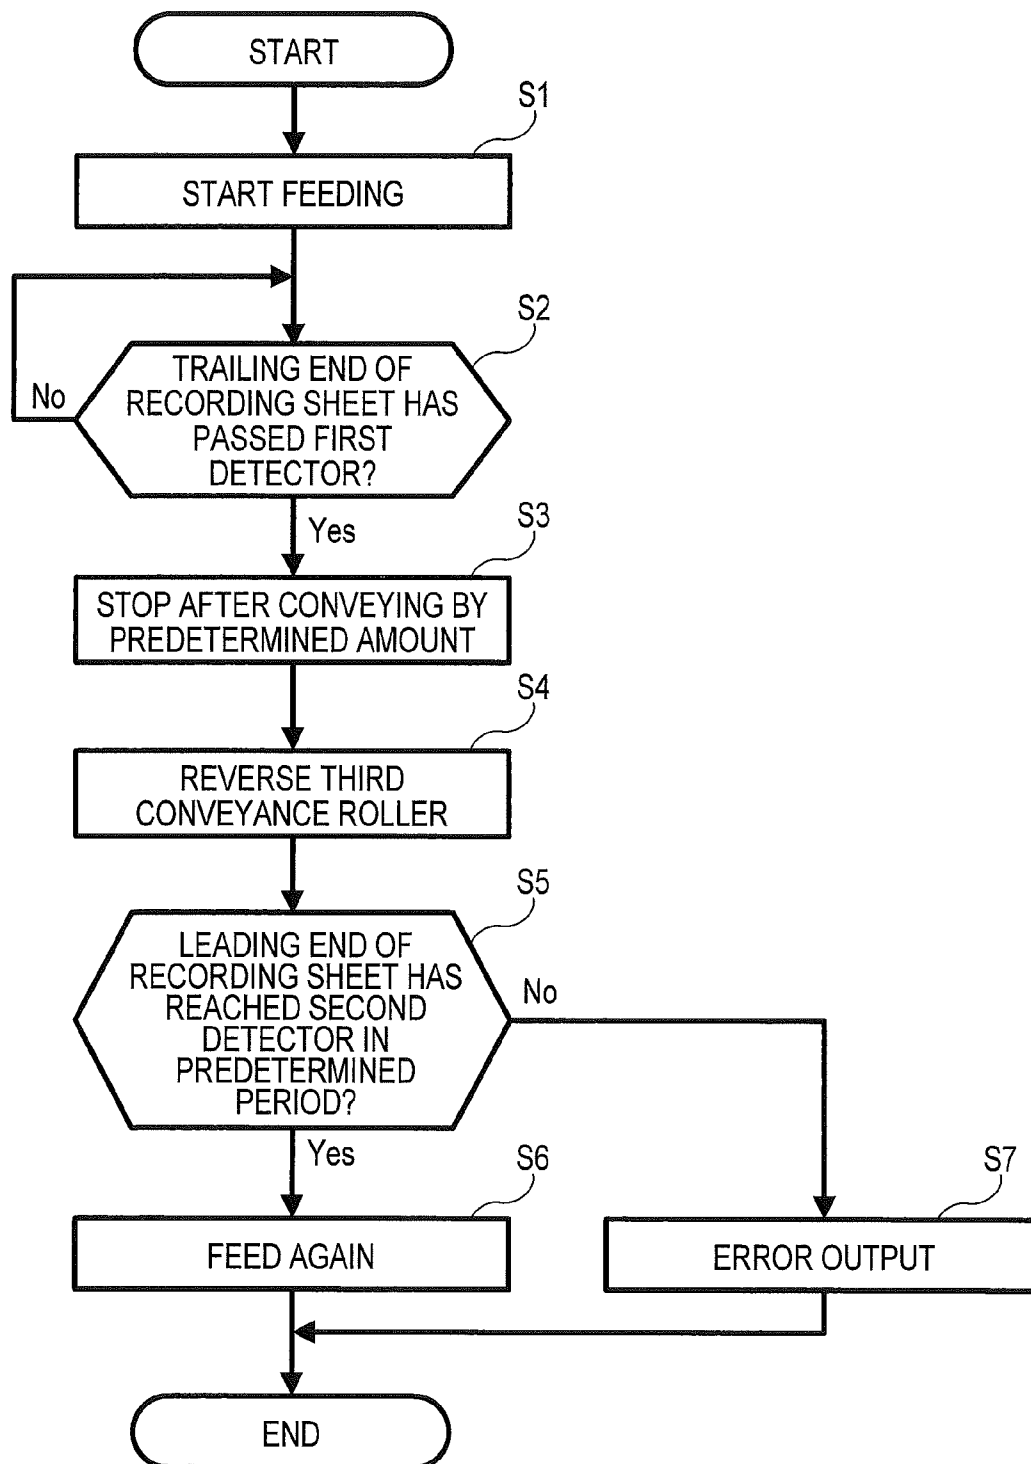 START
S1
START FEEDING
S2
TRAILING END OF
RECORDING SHEET HAS
PASSED FIRST
DETECTOR?
No
Yes
S3
STOP AFTER CONVEYING BY
PREDETERMINED AMOUNT
S4
REVERSE THIRD
CONVEYANCE ROLLER
S5
LEADING END OF
RECORDING SHEET HAS
REACHED SECOND
DETECTOR IN
PREDETERMINED
PERIOD?
No
Yes
S6
FEED AGAIN
S7
ERROR OUTPUT
END